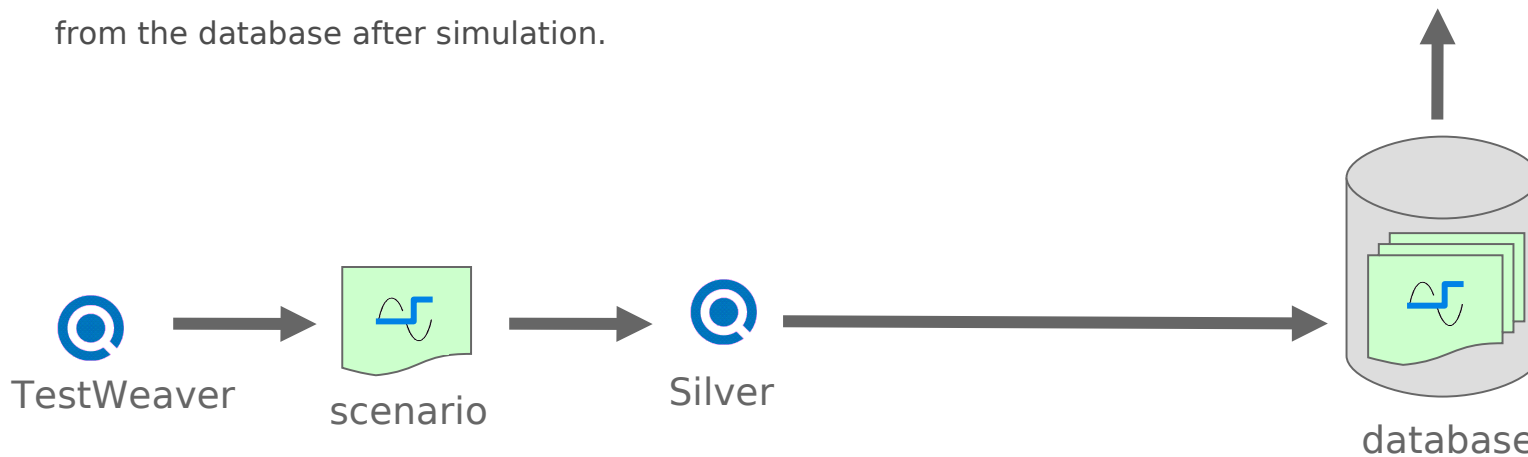 from the database after simulation.
TestWeaver
scenario
Silver
database